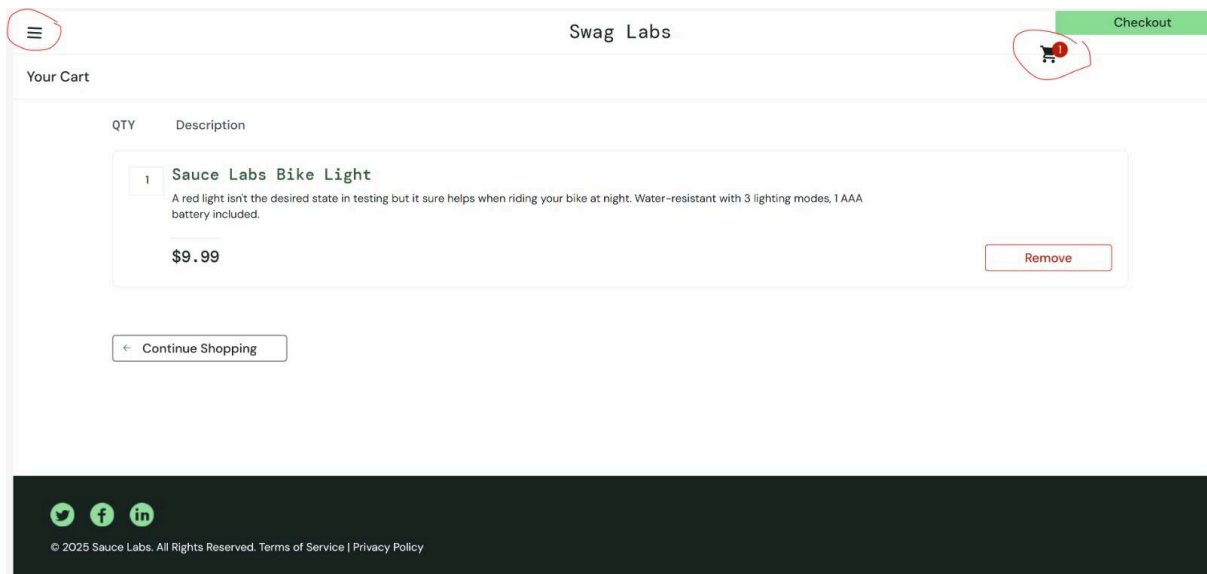 Swag Labs
Checkout
1
Your Cart
QTY Description
1
Sauce Labs Bike Light
A red light isn't the desired state in testing but it sure helps when riding your bike at night. Water-resistant with 3 lighting modes, 1 AAA
battery included.
$9.99
Remove
← Continue Shopping
© 2025 Sauce Labs. All Rights Reserved. Terms of Service | Privacy Policy